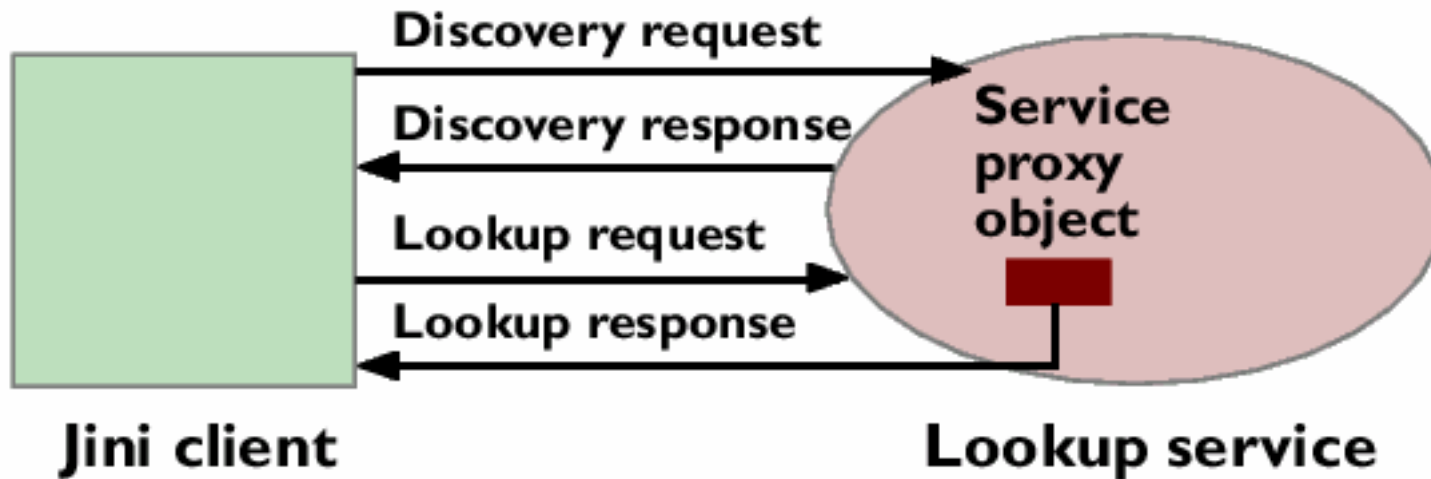 Discovery request
Discovery response
Lookup request
Lookup response
Service
proxy
object
Jini client
Lookup service